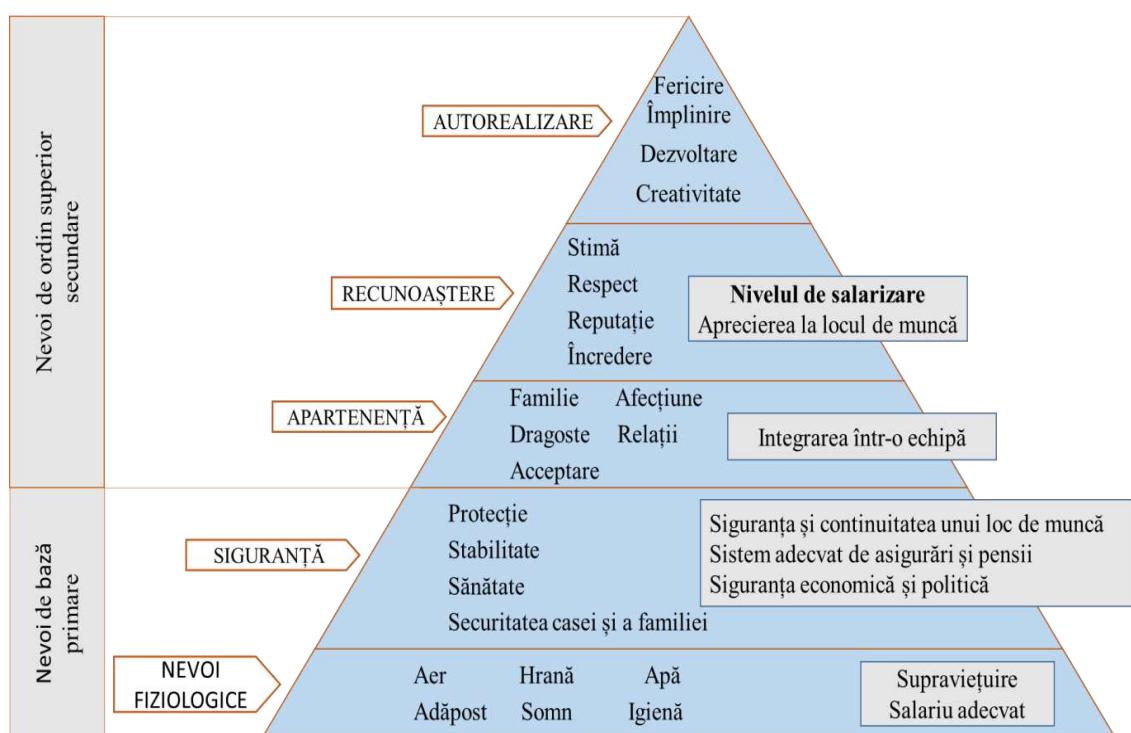 Nevoi de ordin superior
secundare
AUTOREALIZARE
Fericire
Împlinire
Dezvoltare
Creativitate
RECUNOAȘTERE
Stimă
Respect
Reputație
Încredere
Nivelul de salarizare
Aprecierea la locul de muncă
APARTENENȚĂ
Familie Afecțiune
Dragoste Relații
Acceptare
Integrarea într-o echipă
Nevoi de bază
primare
SIGURANȚĂ
Protecție
Stabilitate
Sănătate
Securitatea casei și a familiei
Siguranța și continuitatea unui loc de muncă
Sistem adecvat de asigurări și pensii
Siguranța economică și politică
NEVOI
FIZIOLOGICE
Aer Hrană Apă
Adăpost Somn Igienă
Supraviețuire
Salariu adecvat